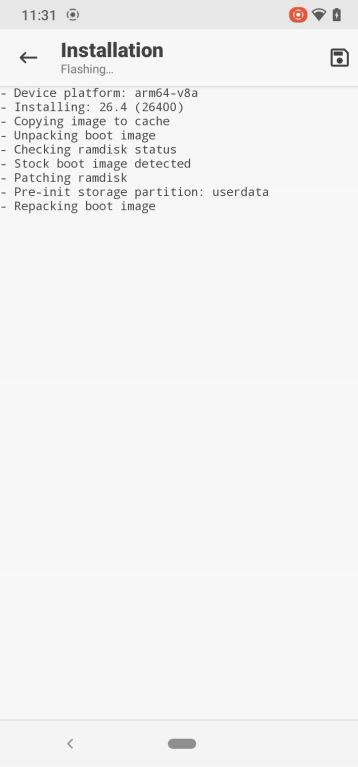 11:31
Installation
Flashing...
- Device platform: arm64-v8a
- Installing: 26.4 (26400)
- Copying image to cache
- Unpacking boot image
- Checking ramdisk status
- Stock boot image detected
- Patching ramdisk
- Pre-init storage partition: userdata
- Repacking boot image